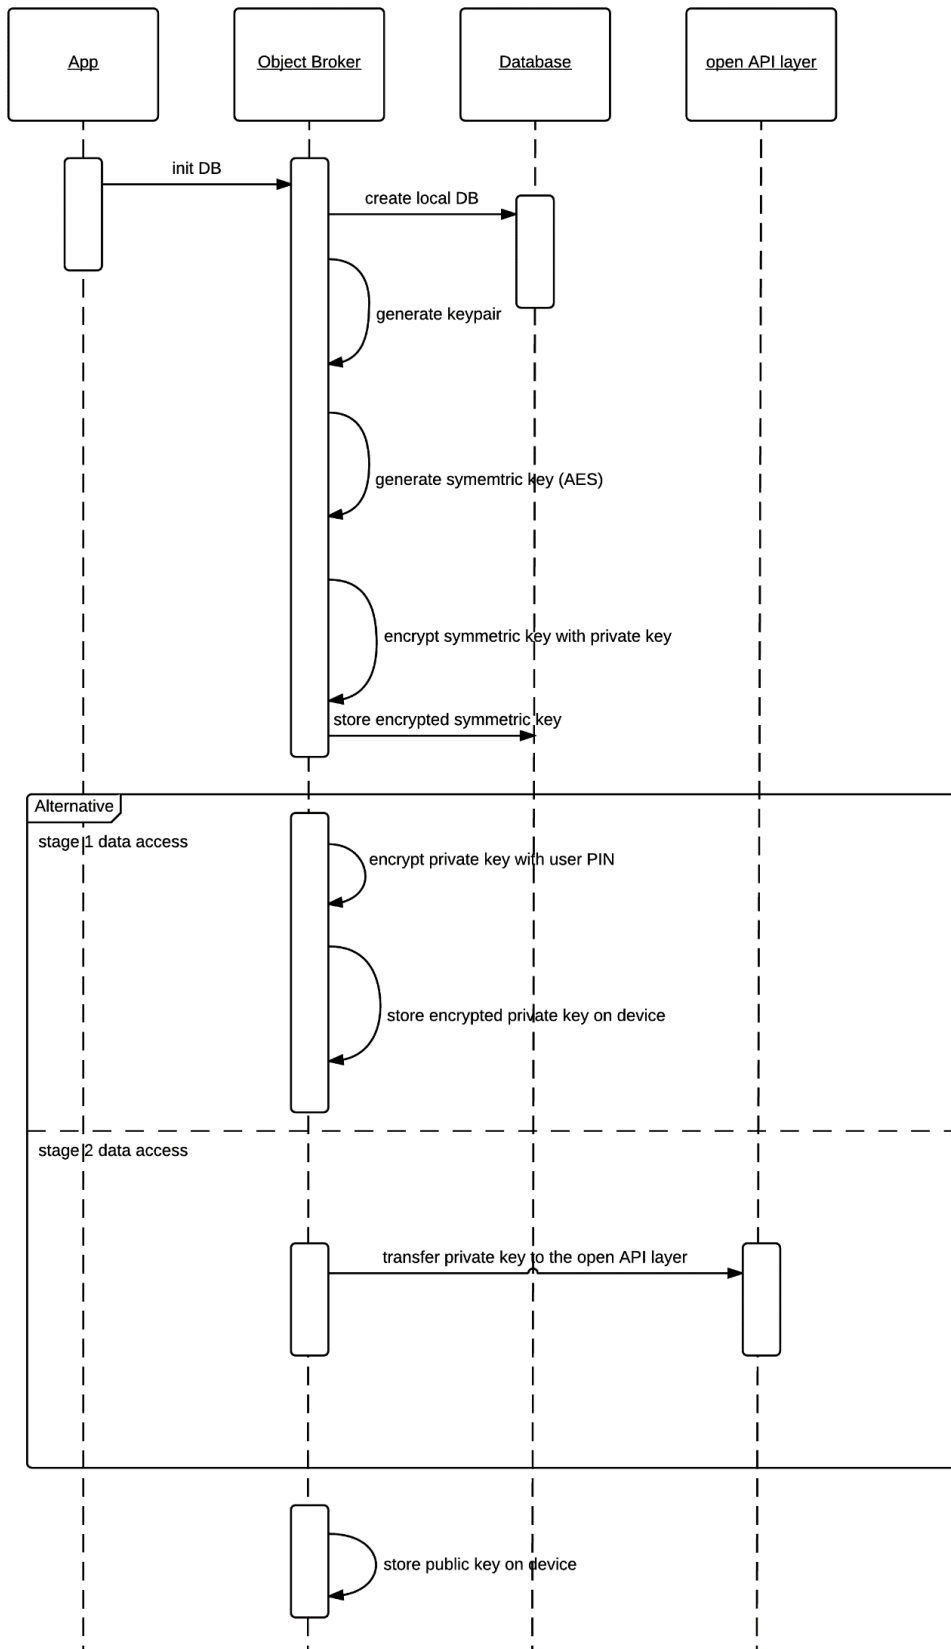 App
Object Broker
Database
open API layer
init DB
create local DB
generate keypair
generate symemtric key (AES)
encrypt symmetric key with private key
store encrypted symmetric key
Alternative
stage 1 data access
encrypt private key with user PIN
store encrypted private key on device
stage 2 data access
transfer private key to the open API layer
store public key on device